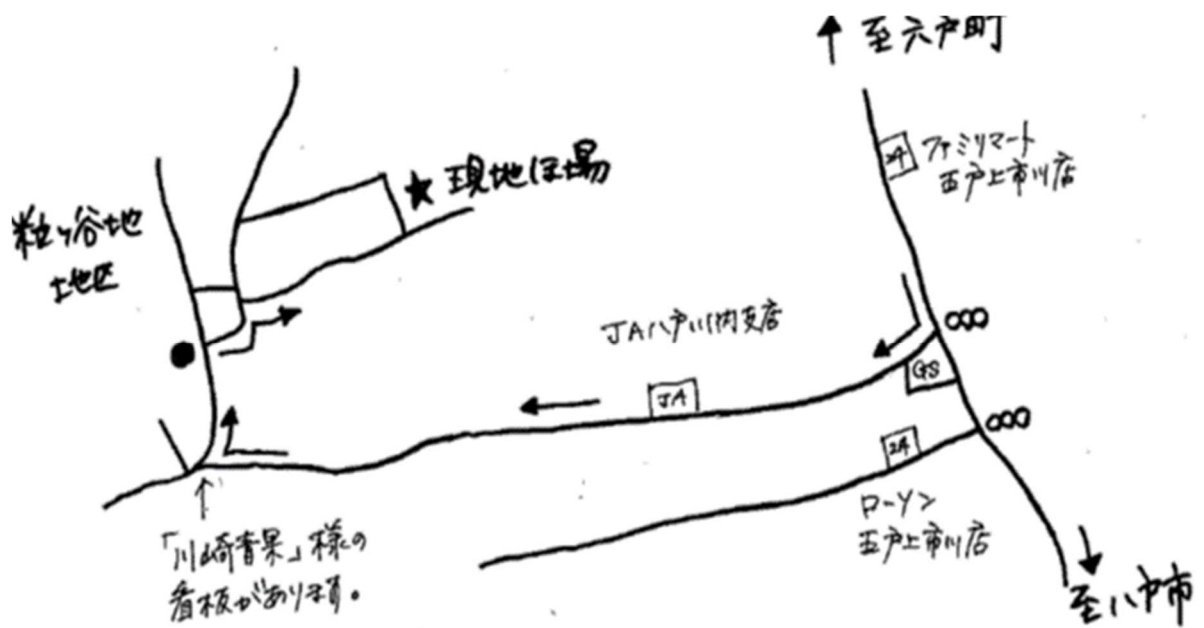 至六戸町
24
ファミリマート
五戸上市川店
★現地ほ場
粒ヶ谷地
地区
JA八戸川内支店
GS
JA
24
ローソン
五戸上市川店
「川崎青果」様の
看板があります。
至八戸市